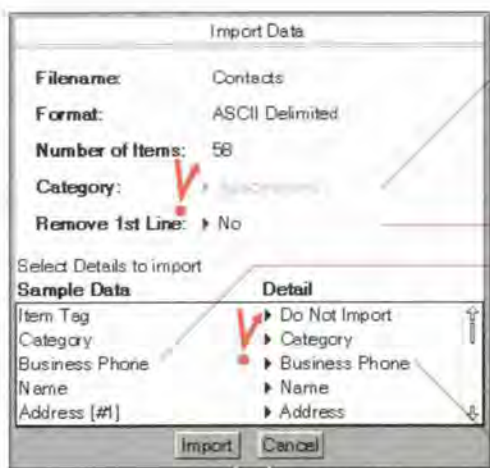 Import Data
Filename: Contacts
Format: ASCII Delimited
Number of Items: 58
Category:
Remove 1st Line: No
Select Details to import
Sample Data Detail
Item Tag Do Not Import
Category Category
Business Phone Business Phone
Name Name
Address [#1] Address
Import Cancel